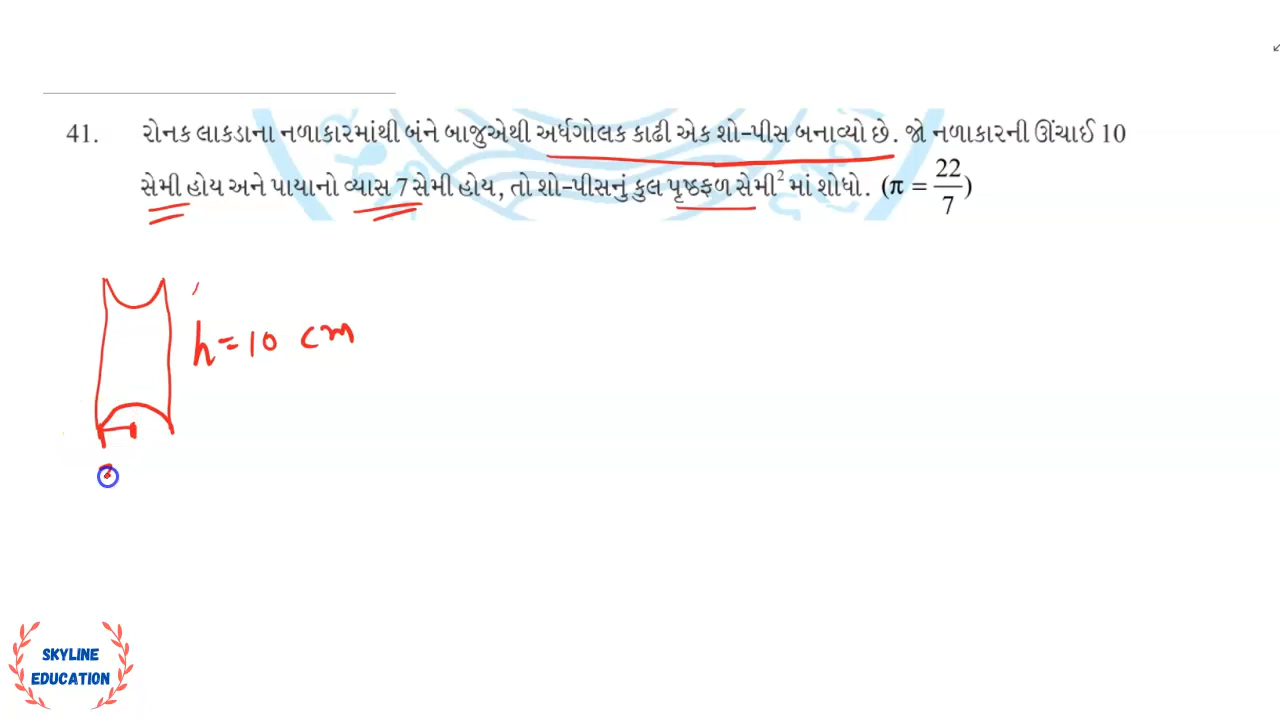 41. રોનક લાકડાના નળાકારમાંથી બંને બાજુએથી અર્ધગોલક કાઢી એક શો-પીસ બનાવ્યો છે. જો નળાકારની ઊંચાઈ 10
સેમી હોય અને પાયાનો વ્યાસ 7 સેમી હોય, તો શો-પીસનું કુલ પૃષ્ઠફળ સેમી² માં શોધો. (π = 22/7)
h = 10 cm
SKYLINE
EDUCATION